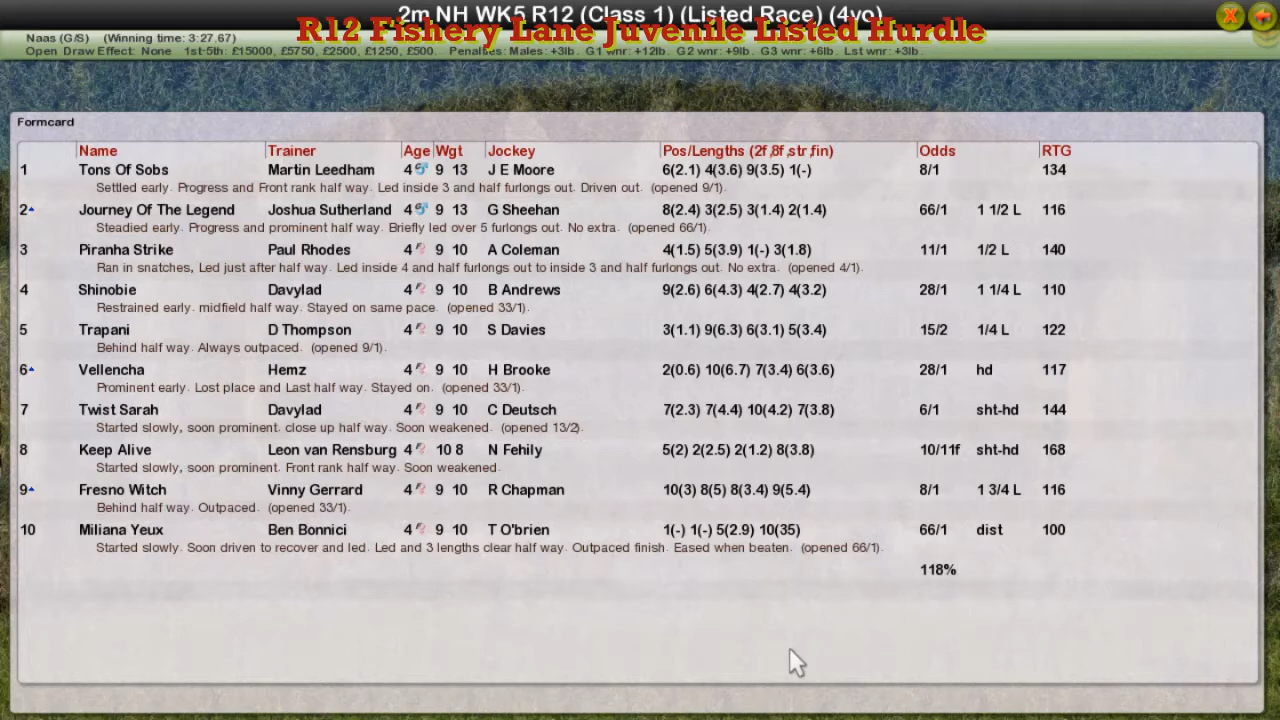 2m NH WK5 R12 (Class 1) (Listed Race) (4yo)
R12 Fishery Lane Juvenile Listed Hurdle
Naas (G/S) (Winning time: 3:27.67)
Open Draw Effect: None 1st-5th: £15000, £5750, £2500, £1250, £500. Penalties: Males: +3lb. G1 wnr: +12lb. G2 wnr: +9lb. G3 wnr: +6lb. Lst wnr: +3lb.
Formcard
Name Trainer Age Wgt Jockey Pos/Lengths (2f,8f,str,fin) Odds RTG
1 Tons Of Sobs Martin Leedham 4 9 13 J E Moore 6(2.1) 4(3.6) 9(3.5) 1(-) 8/1 134
Settled early. Progress and Front rank half way. Led inside 3 and half furlongs out. Driven out. (opened 9/1).
2 Journey Of The Legend Joshua Sutherland 4 9 13 G Sheehan 8(2.4) 3(2.5) 3(1.4) 2(1.4) 66/1 1 1/2 L 116
Steadied early. Progress and prominent half way. Briefly led over 5 furlongs out. No extra. (opened 66/1).
3 Piranha Strike Paul Rhodes 4 9 10 A Coleman 4(1.5) 5(3.9) 1(-) 3(1.8) 11/1 1/2 L 140
Ran in snatches, Led just after half way. Led inside 4 and half furlongs out to inside 3 and half furlongs out. No extra. (opened 4/1).
4 Shinobie Davylad 4 9 10 B Andrews 9(2.6) 6(4.3) 4(2.7) 4(3.2) 28/1 1 1/4 L 110
Restrained early. midfield half way. Stayed on same pace. (opened 33/1).
5 Trapani D Thompson 4 9 10 S Davies 3(1.1) 9(6.3) 6(3.1) 5(3.4) 15/2 1/4 L 122
Behind half way. Always outpaced. (opened 9/1).
6 Vellencha Hemz 4 9 10 H Brooke 2(0.6) 10(6.7) 7(3.4) 6(3.6) 28/1 hd 117
Prominent early. Lost place and Last half way. Stayed on. (opened 33/1).
7 Twist Sarah Davylad 4 9 10 C Deutsch 7(2.3) 7(4.4) 10(4.2) 7(3.8) 6/1 sht-hd 144
Started slowly, soon prominent. close up half way. Soon weakened. (opened 13/2).
8 Keep Alive Leon van Rensburg 4 10 8 N Fehily 5(2) 2(2.5) 2(1.2) 8(3.8) 10/11f sht-hd 168
Started slowly, soon prominent. Front rank half way. Soon weakened.
9 Fresno Witch Vinny Gerrard 4 9 10 R Chapman 10(3) 8(5) 8(3.4) 9(5.4) 8/1 1 3/4 L 116
Behind half way. Outpaced. (opened 33/1).
10 Miliana Yeux Ben Bonnici 4 9 10 T O'brien 1(-) 1(-) 5(2.9) 10(35) 66/1 dist 100
Started slowly. Soon driven to recover and led. Led and 3 lengths clear half way. Outpaced finish. Eased when beaten. (opened 66/1).
118%